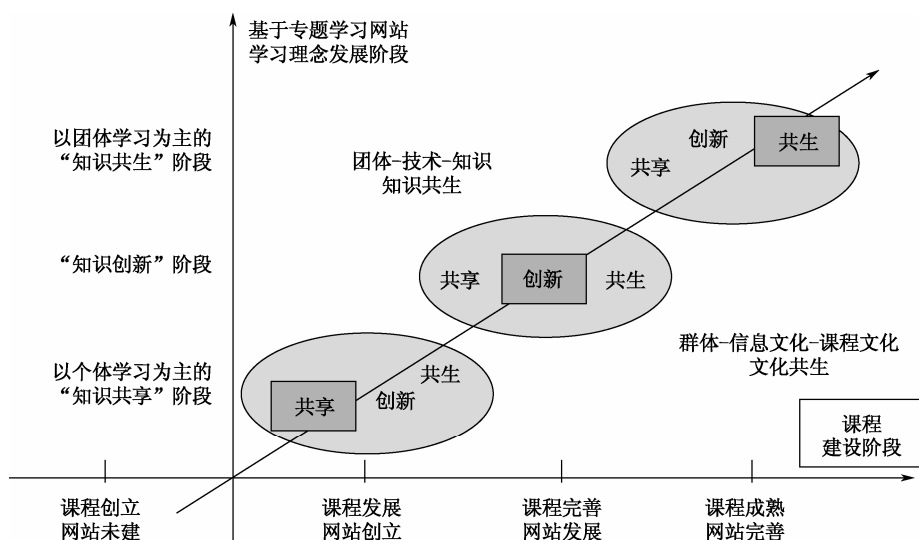 基于专题学习网站
学习理念发展阶段
以团体学习为主的
“知识共生”阶段
团体-技术-知识
知识共生
共享
创新
共生
“知识创新”阶段
共享
创新
共生
群体-信息文化-课程文化
文化共生
以个体学习为主的
“知识共享”阶段
共享
创新
共生
课程
建设阶段
课程创立
网站未建
课程发展
网站创立
课程完善
网站发展
课程成熟
网站完善